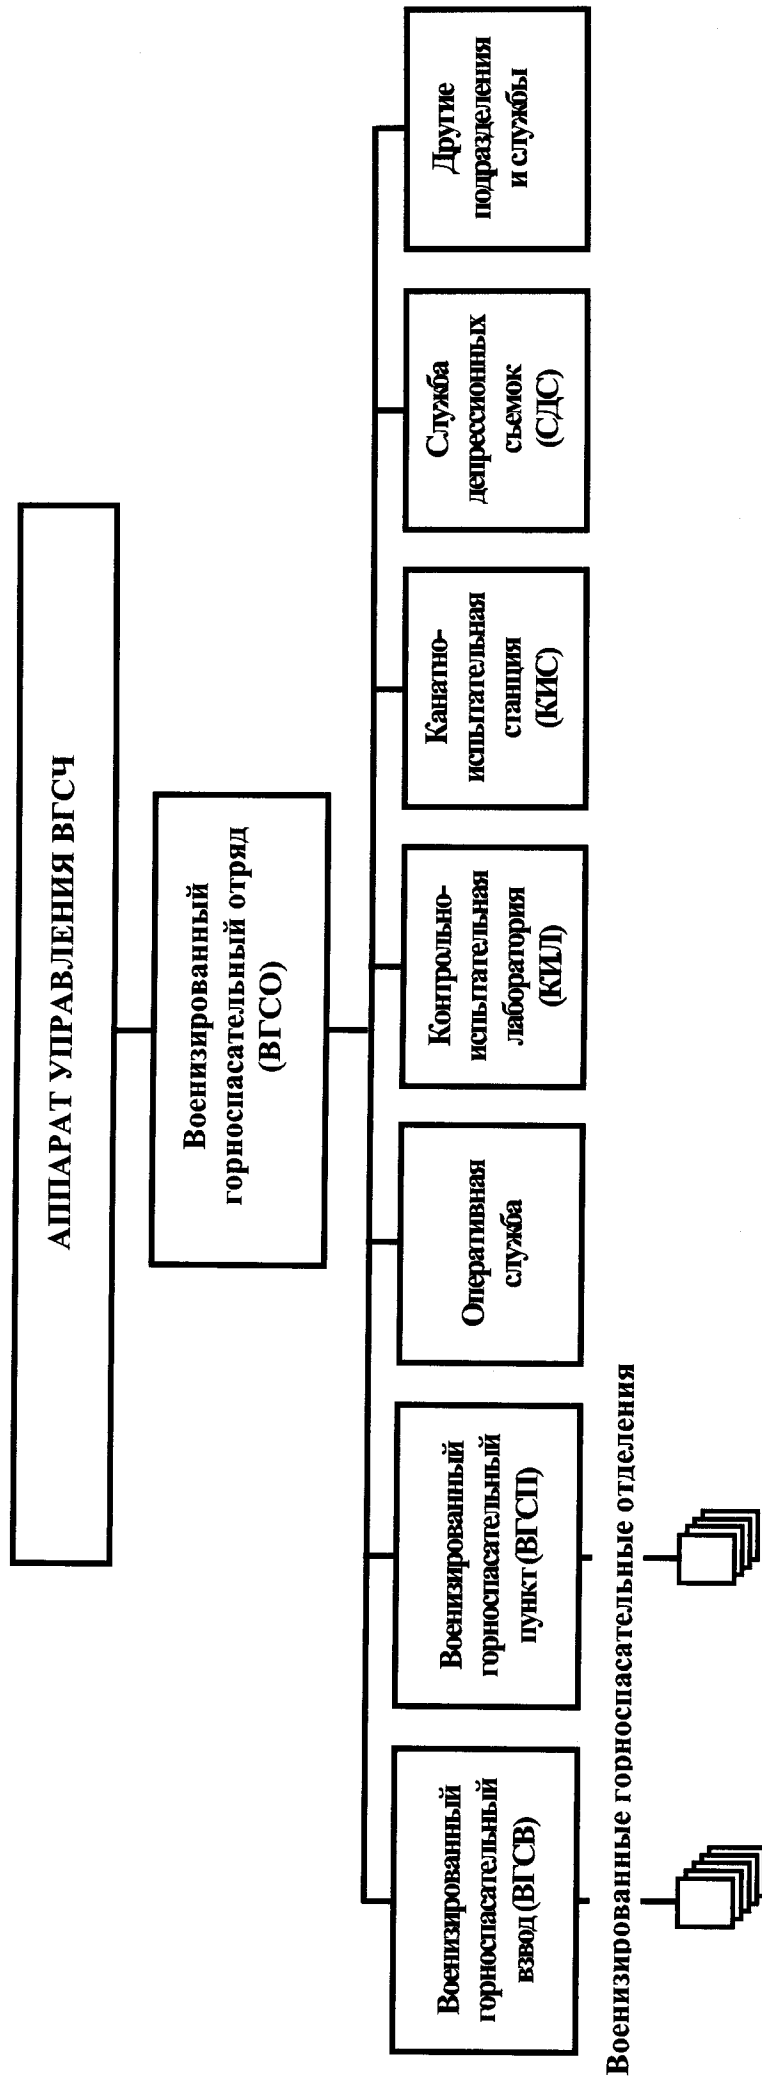 АППАРАТ УПРАВЛЕНИЯ ВГСЧ
Военизированный
горноспасательный отряд
(ВГСО)
Военизированный
горноспасательный
взвод (ВГСВ)
Военизированный
горноспасательный
пункт (ВГСП)
Оперативная
служба
Контрольно-
испытательная
лаборатория
(КИЛ)
Канатно-
испытательная
станция
(КИС)
Служба
депрессионных
съемок
(СДС)
Другие
подразделения
и службы
Военизированные горноспасательные отделения